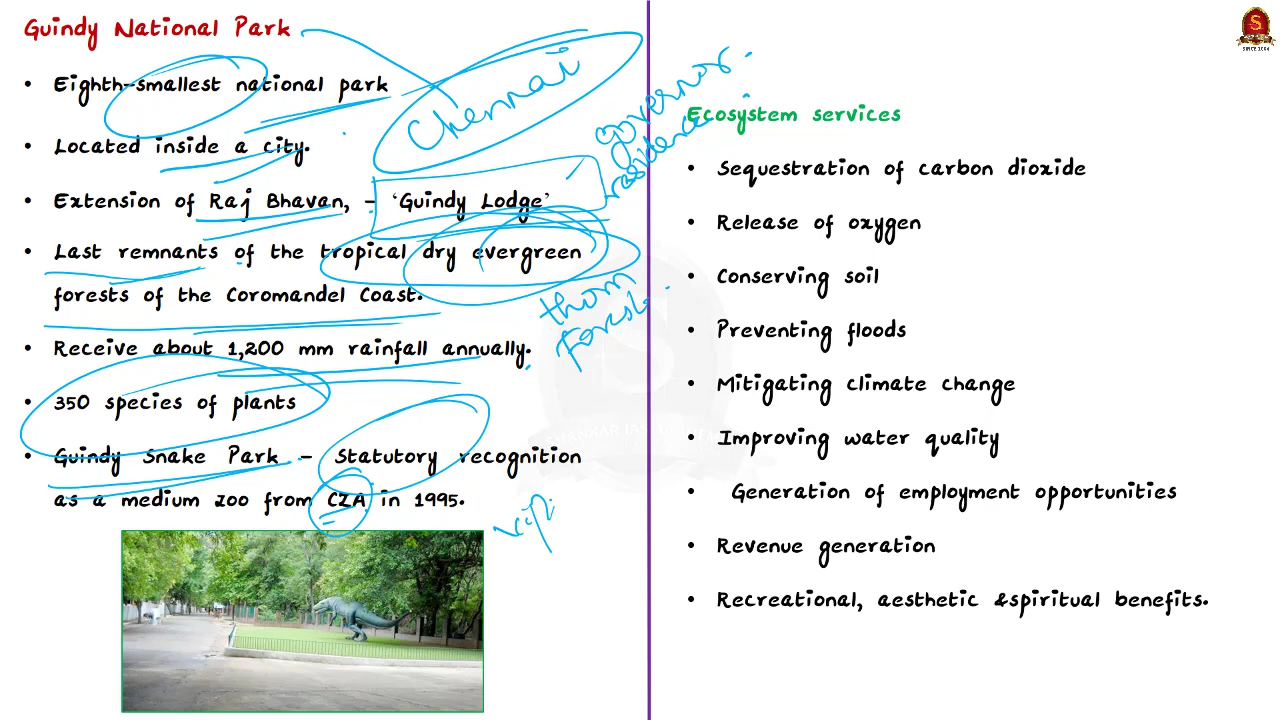 Guindy National Park
• Eighth-smallest national park
• Located inside a city.
• Extension of Raj Bhavan, – ‘Guindy Lodge’
• Last remnants of the tropical dry evergreen
forests of the Coromandel Coast.
• Receive about 1,200 mm rainfall annually.
• 350 species of plants
• Guindy Snake Park – Statutory recognition
as a medium zoo from CZA in 1995.
Chennai
Governor
residence
thorn
forest.
Ecosystem services
• Sequestration of carbon dioxide
• Release of oxygen
• Conserving soil
• Preventing floods
• Mitigating climate change
• Improving water quality
• Generation of employment opportunities
• Revenue generation
• Recreational, aesthetic &spiritual benefits.
S
SINCE 2004